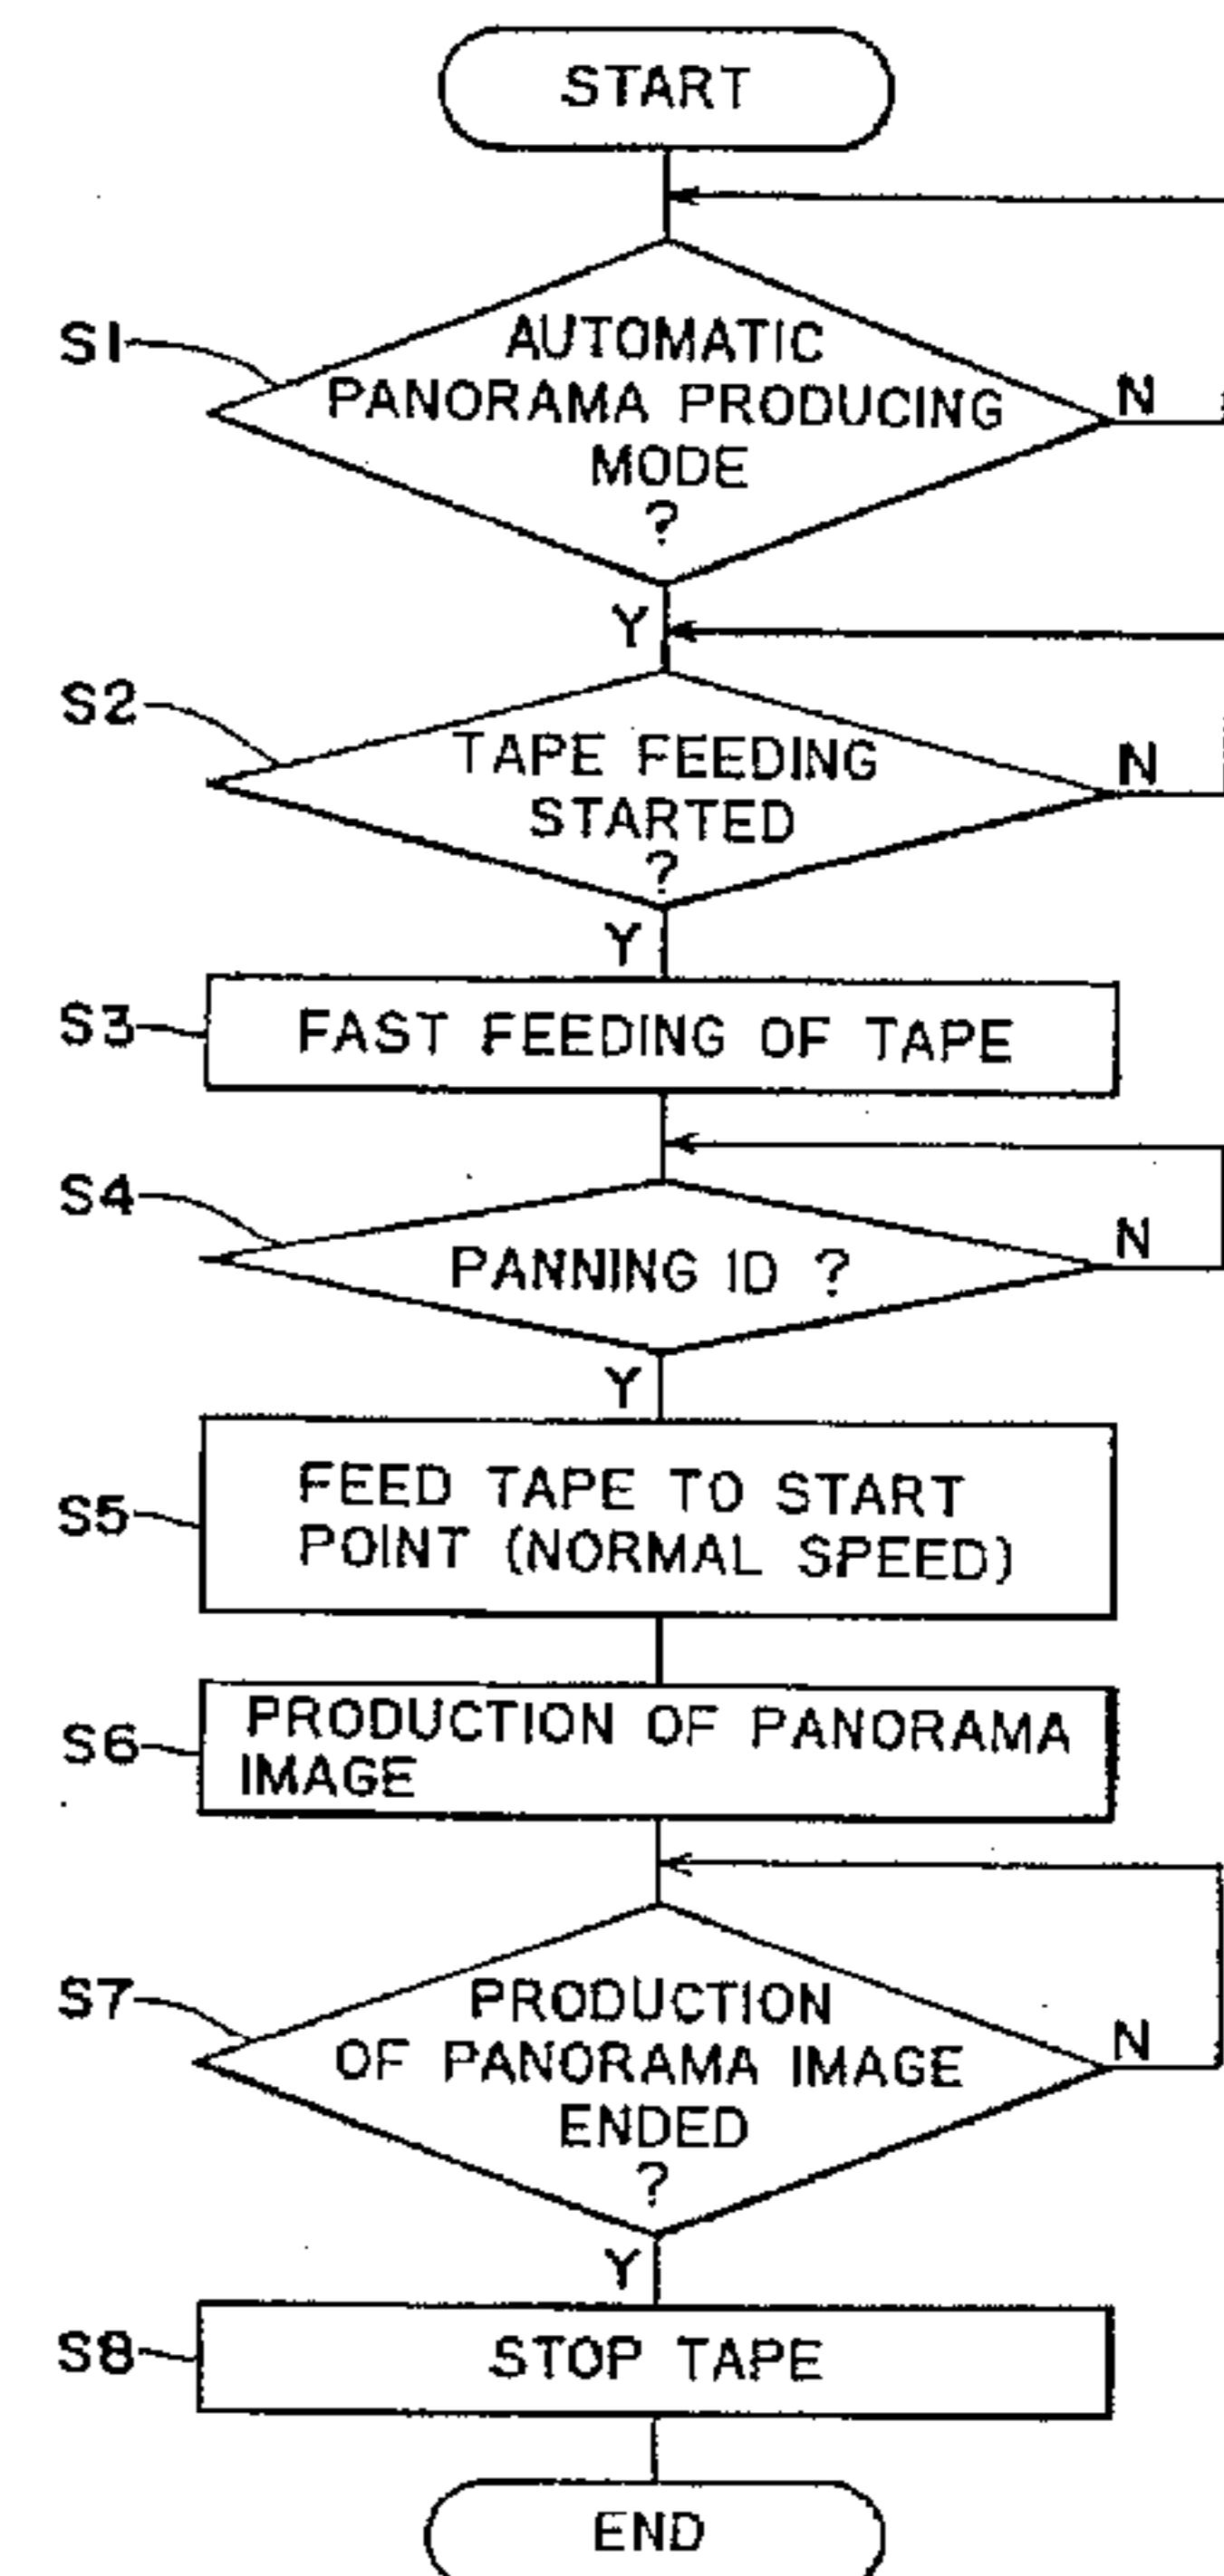 START
S1
AUTOMATIC
PANORAMA PRODUCING
MODE
?
N
Y
S2
TAPE FEEDING
STARTED
?
N
Y
S3
FAST FEEDING OF TAPE
S4
PANNING ID ?
N
Y
S5
FEED TAPE TO START
POINT (NORMAL SPEED)
S6
PRODUCTION OF PANORAMA
IMAGE
S7
PRODUCTION
OF PANORAMA IMAGE
ENDED
?
N
Y
S8
STOP TAPE
END